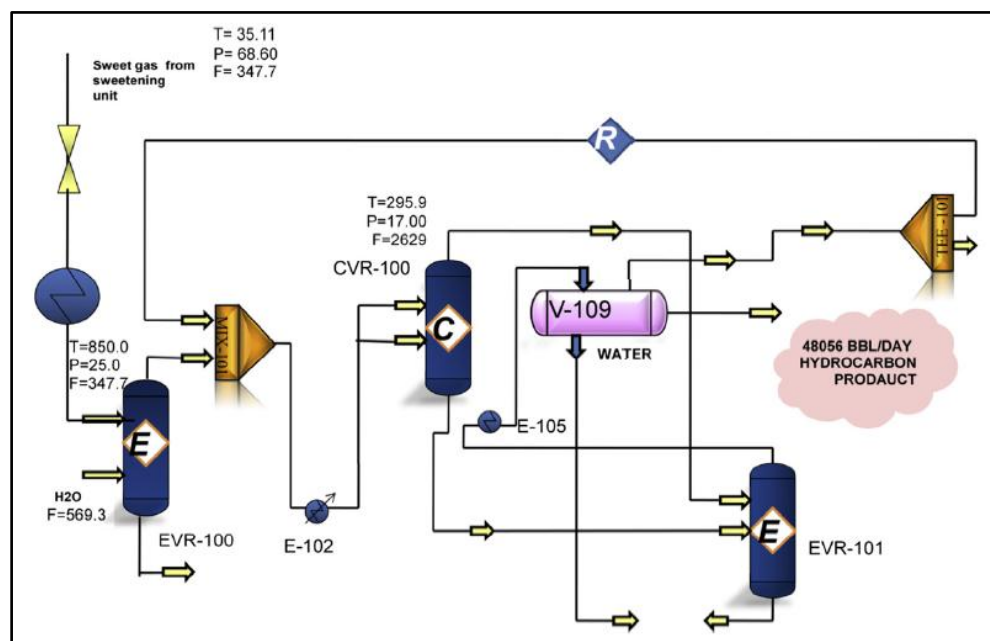 T= 35.11
P= 68.60
F= 347.7
Sweet gas from
sweetening
unit
R
T=295.9
P=17.00
F=2629
CVR-100
TEE-101
MIX-101
C
V-109
WATER
48056 BBL/DAY
HYDROCARBON
PRODAUCT
T=850.0
P=25.0
F=347.7
E
E-105
H2O
F=569.3
EVR-100
E-102
E
EVR-101